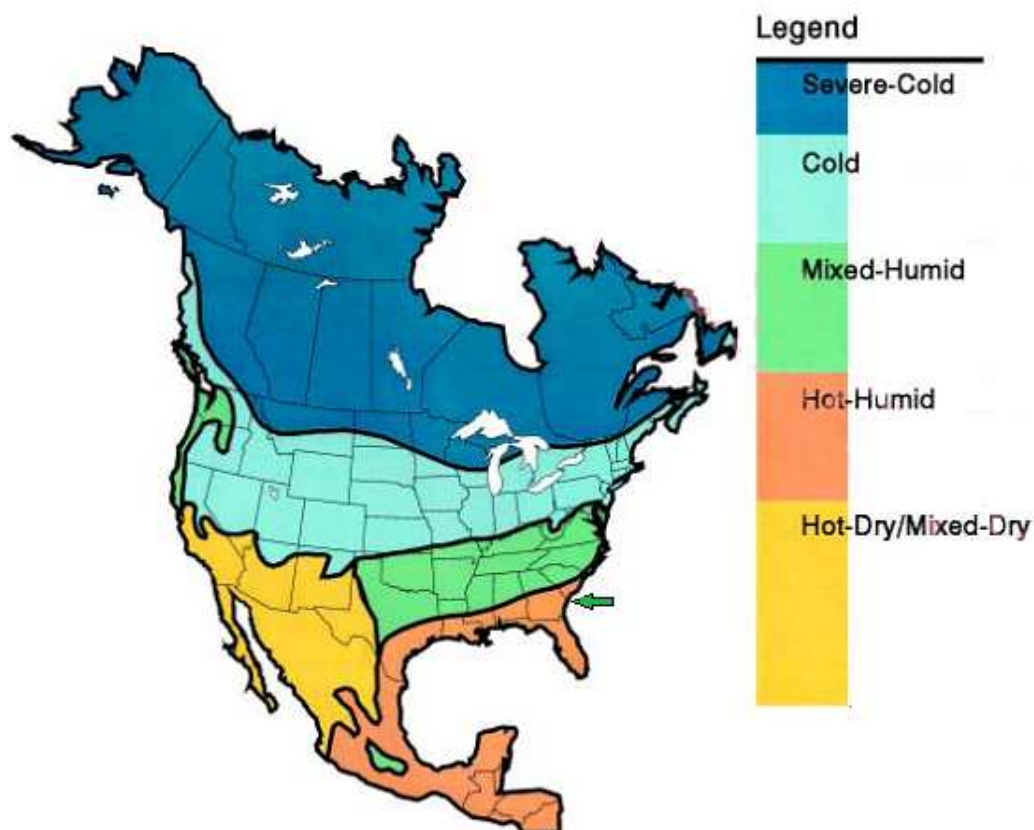 Legend
Severe-Cold
Cold
Mixed-Humid
Hot-Humid
Hot-Dry/Mixed-Dry